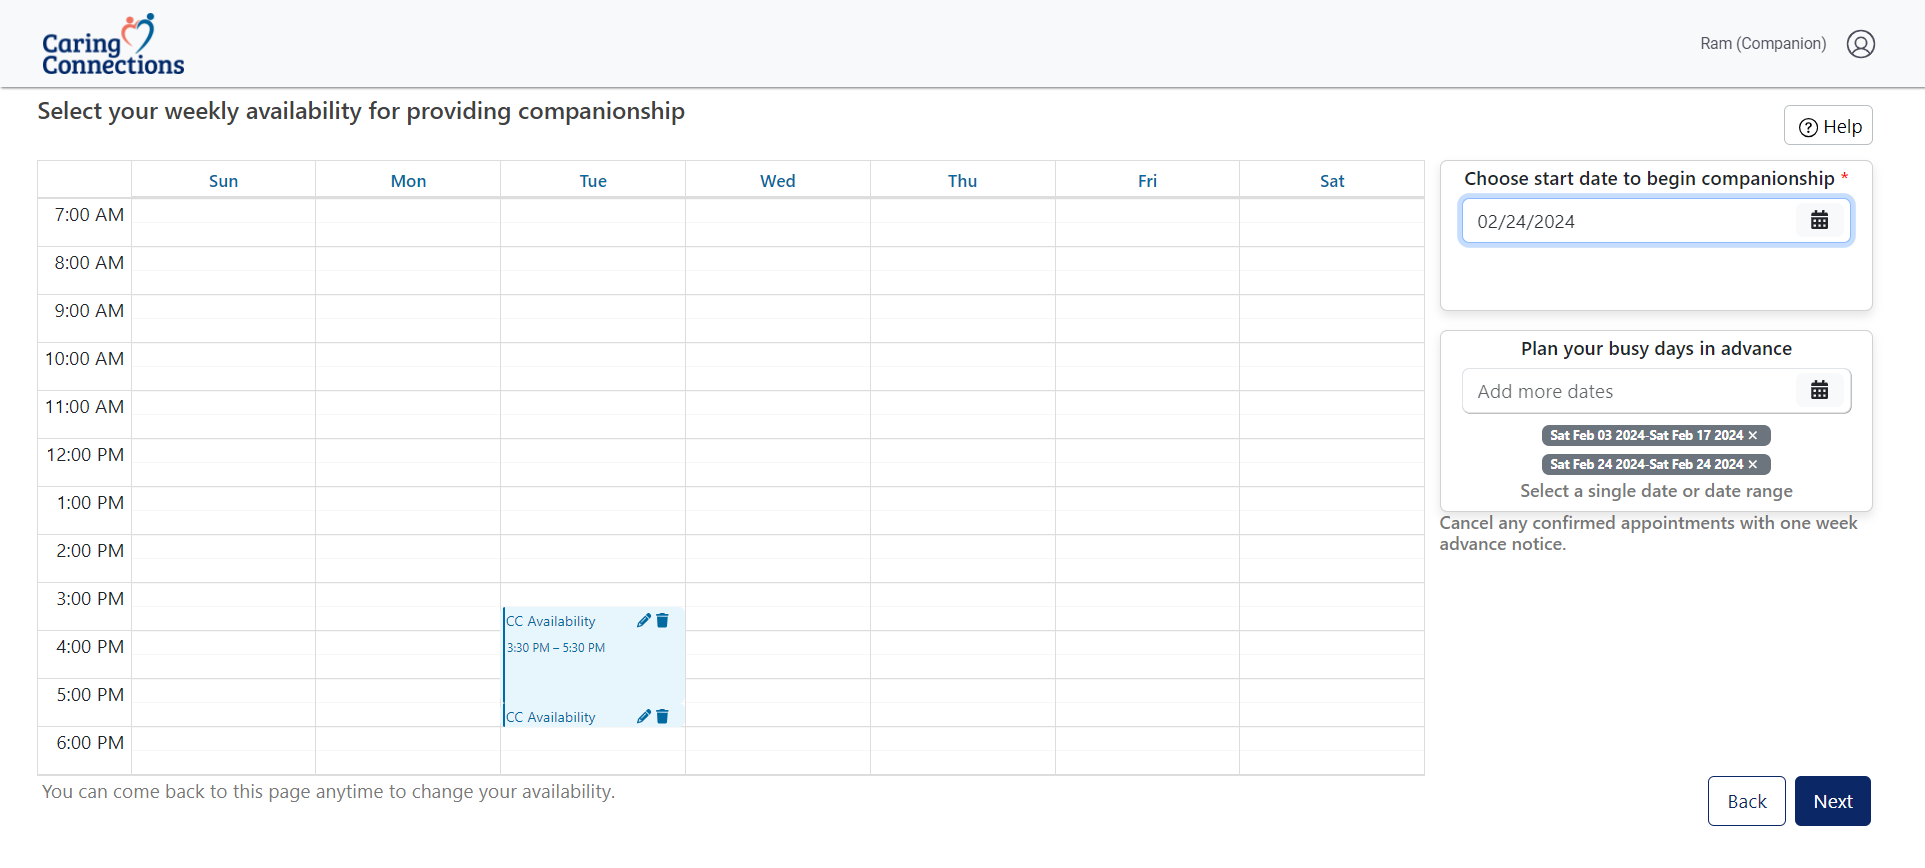 Caring
Connections
Ram (Companion)
Select your weekly availability for providing companionship
Help
Sun Mon Tue Wed Thu Fri Sat
7:00 AM
8:00 AM
9:00 AM
10:00 AM
11:00 AM
12:00 PM
1:00 PM
2:00 PM
3:00 PM
4:00 PM
5:00 PM
6:00 PM
CC Availability
3:30 PM – 5:30 PM
CC Availability
Choose start date to begin companionship *
02/24/2024
Plan your busy days in advance
Add more dates
Sat Feb 03 2024-Sat Feb 17 2024 ×
Sat Feb 24 2024-Sat Feb 24 2024 ×
Select a single date or date range
Cancel any confirmed appointments with one week
advance notice.
You can come back to this page anytime to change your availability.
Back
Next